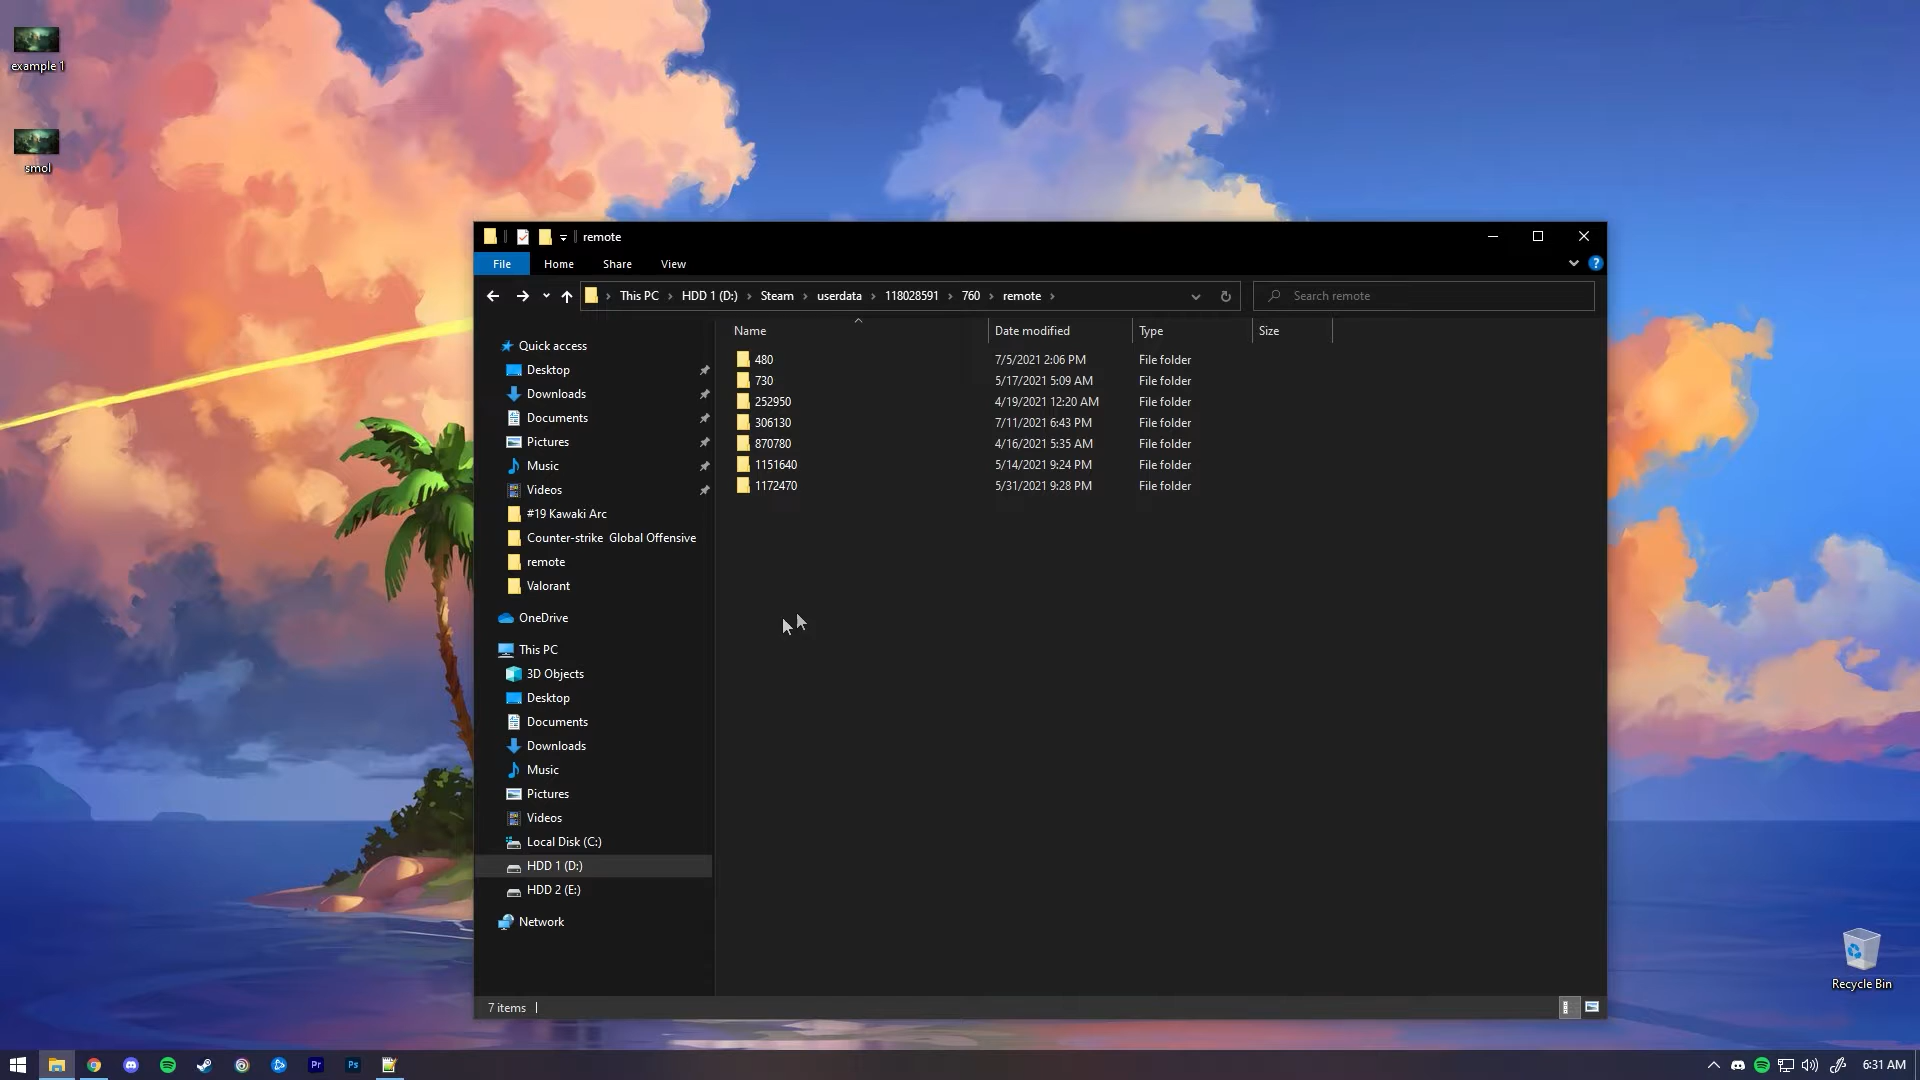 example 1
smol
remote
File Home Share View
This PC HDD 1 (D:) Steam userdata 118028591 760 remote
Search remote
Name Date modified Type Size
480 7/5/2021 2:06 PM File folder
730 5/17/2021 5:09 AM File folder
252950 4/19/2021 12:20 AM File folder
306130 7/11/2021 6:43 PM File folder
870780 4/16/2021 5:35 AM File folder
1151640 5/14/2021 9:24 PM File folder
1172470 5/31/2021 9:28 PM File folder
Quick access
Desktop
Downloads
Documents
Pictures
Music
Videos
#19 Kawaki Arc
Counter-strike Global Offensive
remote
Valorant
OneDrive
This PC
3D Objects
Desktop
Documents
Downloads
Music
Pictures
Videos
Local Disk (C:)
HDD 1 (D:)
HDD 2 (E:)
Network
7 items
Recycle Bin
Pr
Ps
6:31 AM